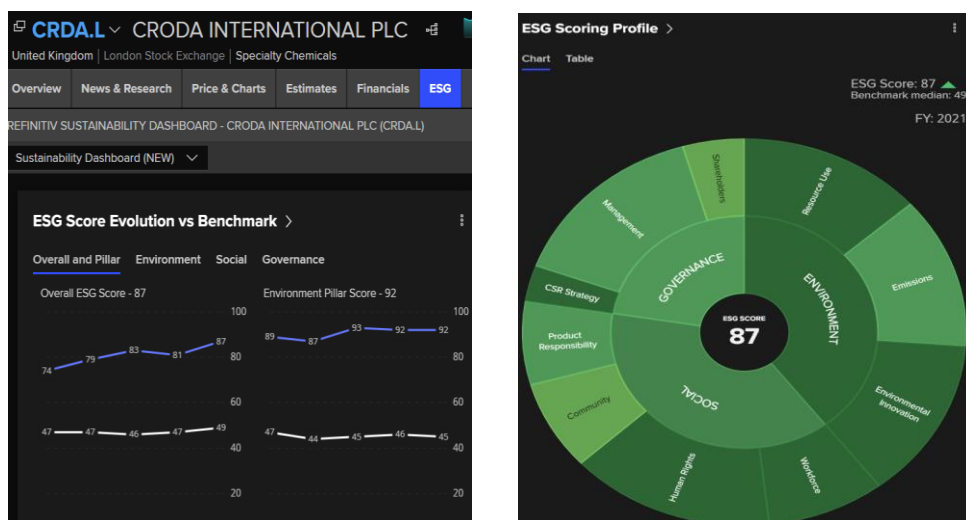 CRDA.L CRODA INTERNATIONAL PLC
United Kingdom | London Stock Exchange | Specialty Chemicals
Overview News & Research Price & Charts Estimates Financials ESG
REFINITIV SUSTAINABILITY DASHBOARD - CRODA INTERNATIONAL PLC (CRDA.L)
Sustainability Dashboard (NEW)
ESG Score Evolution vs Benchmark >
Overall and Pillar Environment Social Governance
Overall ESG Score - 87
100
80
60
40
20
74 79 83 81 87
47 47 46 47 49
Environment Pillar Score - 92
100
80
60
40
20
89 87 93 92 92
47 44 45 46 45
ESG Scoring Profile >
Chart Table
ESG Score: 87
Benchmark median: 49
FY: 2021
Shareholders
Resource Use
Management
Emissions
GOVERNANCE
ENVIRONMENT
CSR Strategy
ESG SCORE
87
Product
Responsibility
SOCIAL
Community
Environmental
Innovation
Human Rights
Workforce